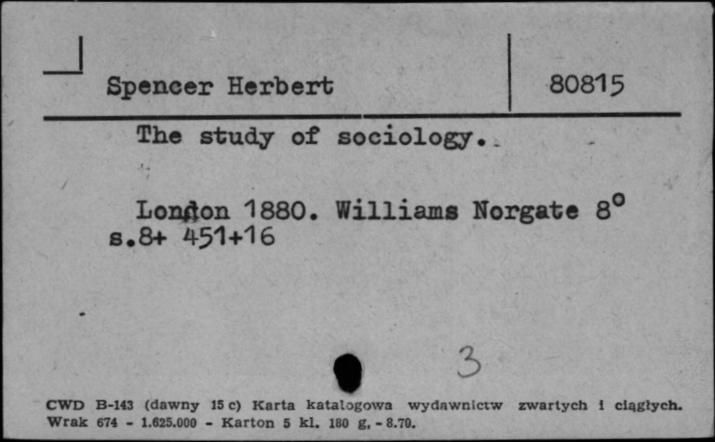 Spencer Herbert 80815
The study of sociology.
London 1880. Williams Norgate 8°
s.8+ 451+16
3
CWD B-143 (dawny 15 c) Karta katalogowa wydawnictw zwartych i ciągłych.
Wrak 674 - 1.625.000 - Karton 5 kl. 180 g. - 8.70.